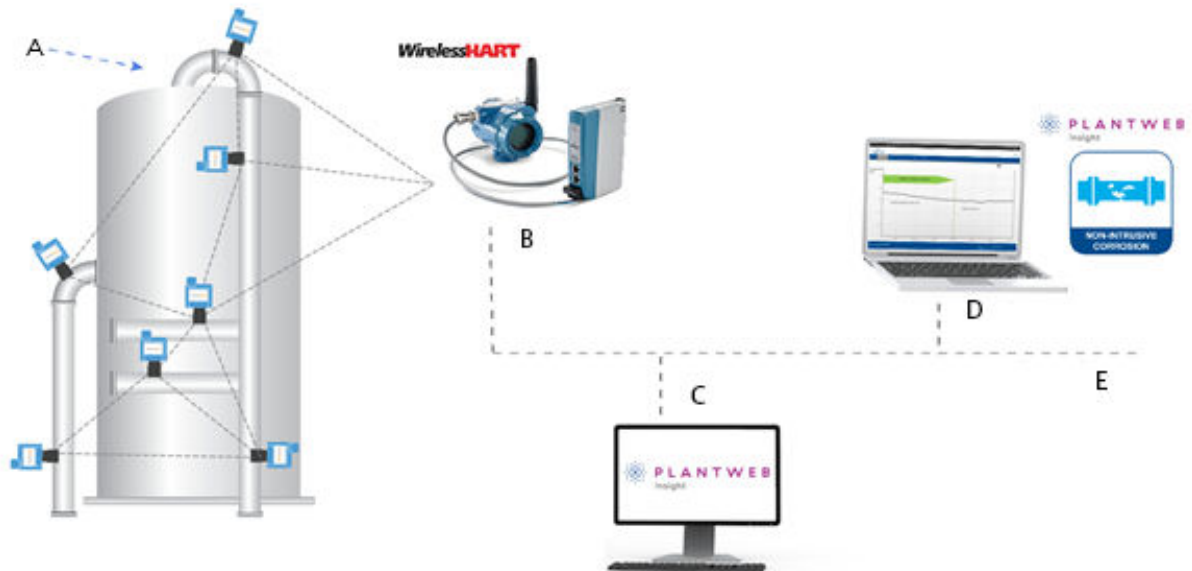 A
WirelessHART
B
PLANTWEB
Insight
NON-INTRUSIVE
CORROSION
D
E
C
PLANTWEB
Insight